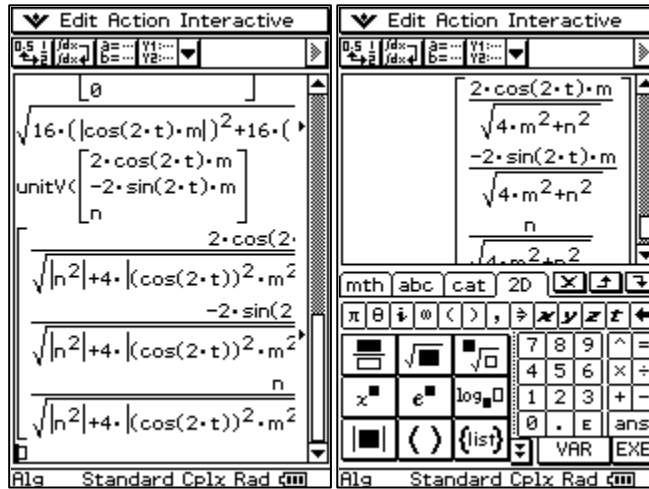 Edit Action Interactive
0
√16·(|cos(2·t)·m|)²+16·(
unitV(
2·cos(2·t)·m
-2·sin(2·t)·m
n
2·cos(2·
√|n²|+4·|(cos(2·t))²·m²
-2·sin(2
√|n²|+4·|(cos(2·t))²·m²
n
√|n²|+4·|(cos(2·t))²·m²
Alg Standard Cplx Rad
Edit Action Interactive
2·cos(2·t)·m
√4·m²+n²
-2·sin(2·t)·m
√4·m²+n²
n
√4·m²+n²
mth abc cat 2D
π θ i ∞ ( ) , ⇒ x y z t
7 8 9 ^ =
4 5 6 × ÷
1 2 3 + -
0 . E ans
x■ e■ log■□
|■| ( ) {list}
VAR EXE
Alg Standard Cplx Rad